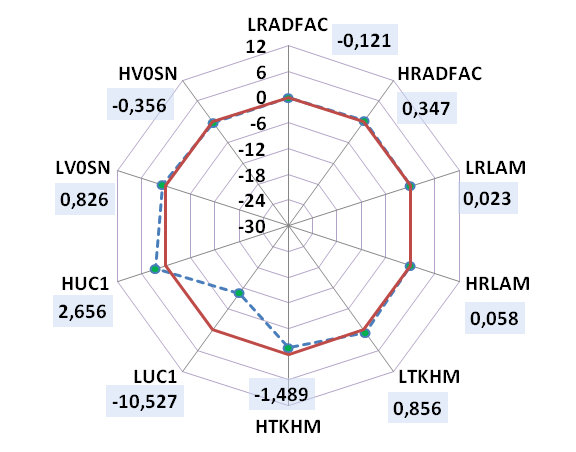 LRADFAC
-0,121
12
HV0SN
HRADFAC
6
-0,356
0
0,347
-6
-12
LV0SN
LRLAM
-18
0,826
0,023
-24
-30
HUC1
HRLAM
2,656
0,058
LUC1
LTKHM
-10,527
-1,489
0,856
HTKHM